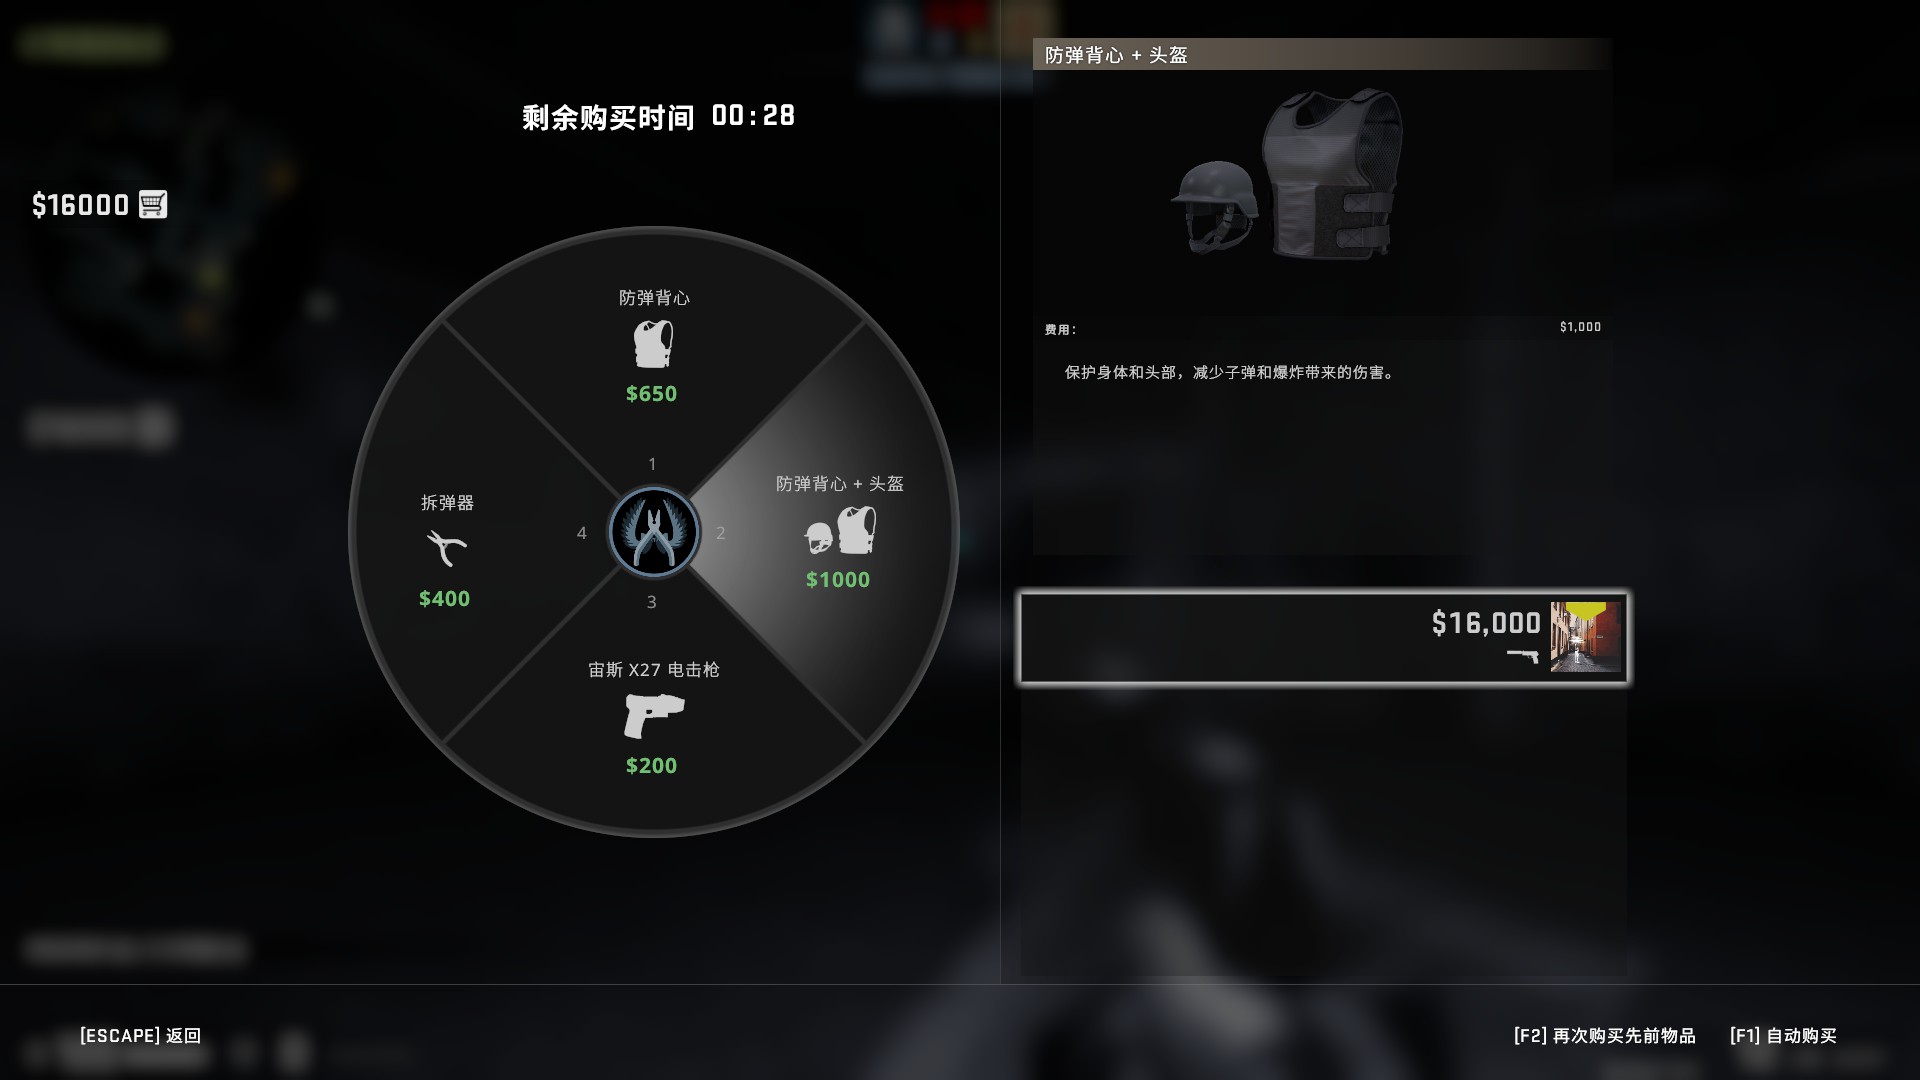 剩余购买时间 00:28
$16000
防弹背心
$650
1
防弹背心 + 头盔
$1000
2
宙斯 X27 电击枪
$200
3
拆弹器
$400
4
防弹背心 + 头盔
费用: $1,000
保护身体和头部，减少子弹和爆炸带来的伤害。
$16,000
[ESCAPE] 返回
[F2] 再次购买先前物品 [F1] 自动购买